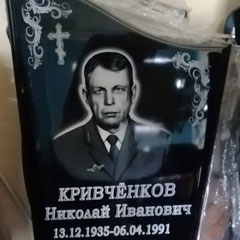 КРИВЧЁНКОВ
Николай Иванович
13.12.1935-06.04.1991